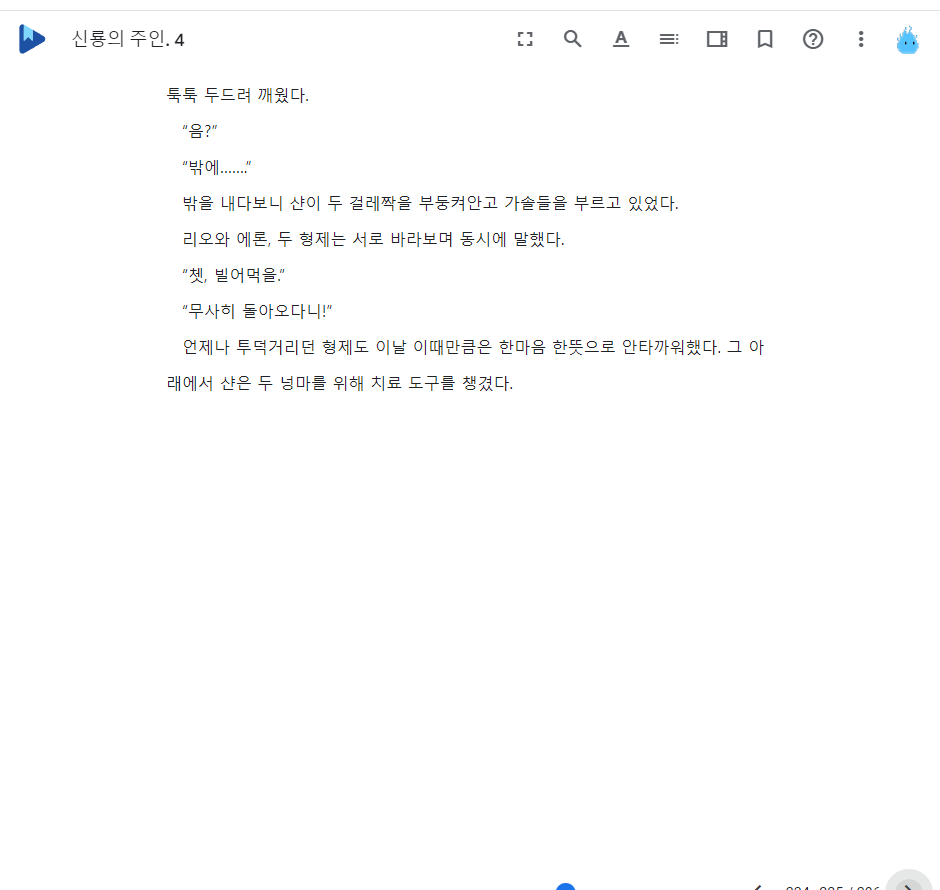 신룡의 주인. 4
툭툭 두드려 깨웠다.
“음?”
“밖에…….”
밖을 내다보니 샨이 두 걸레짝을 부둥켜안고 가솔들을 부르고 있었다.
리오와 에론, 두 형제는 서로 바라보며 동시에 말했다.
“쳇, 빌어먹을.”
“무사히 돌아오다니!”
언제나 투덕거리던 형제도 이날 이때만큼은 한마음 한뜻으로 안타까워했다. 그 아
래에서 샨은 두 넝마를 위해 치료 도구를 챙겼다.